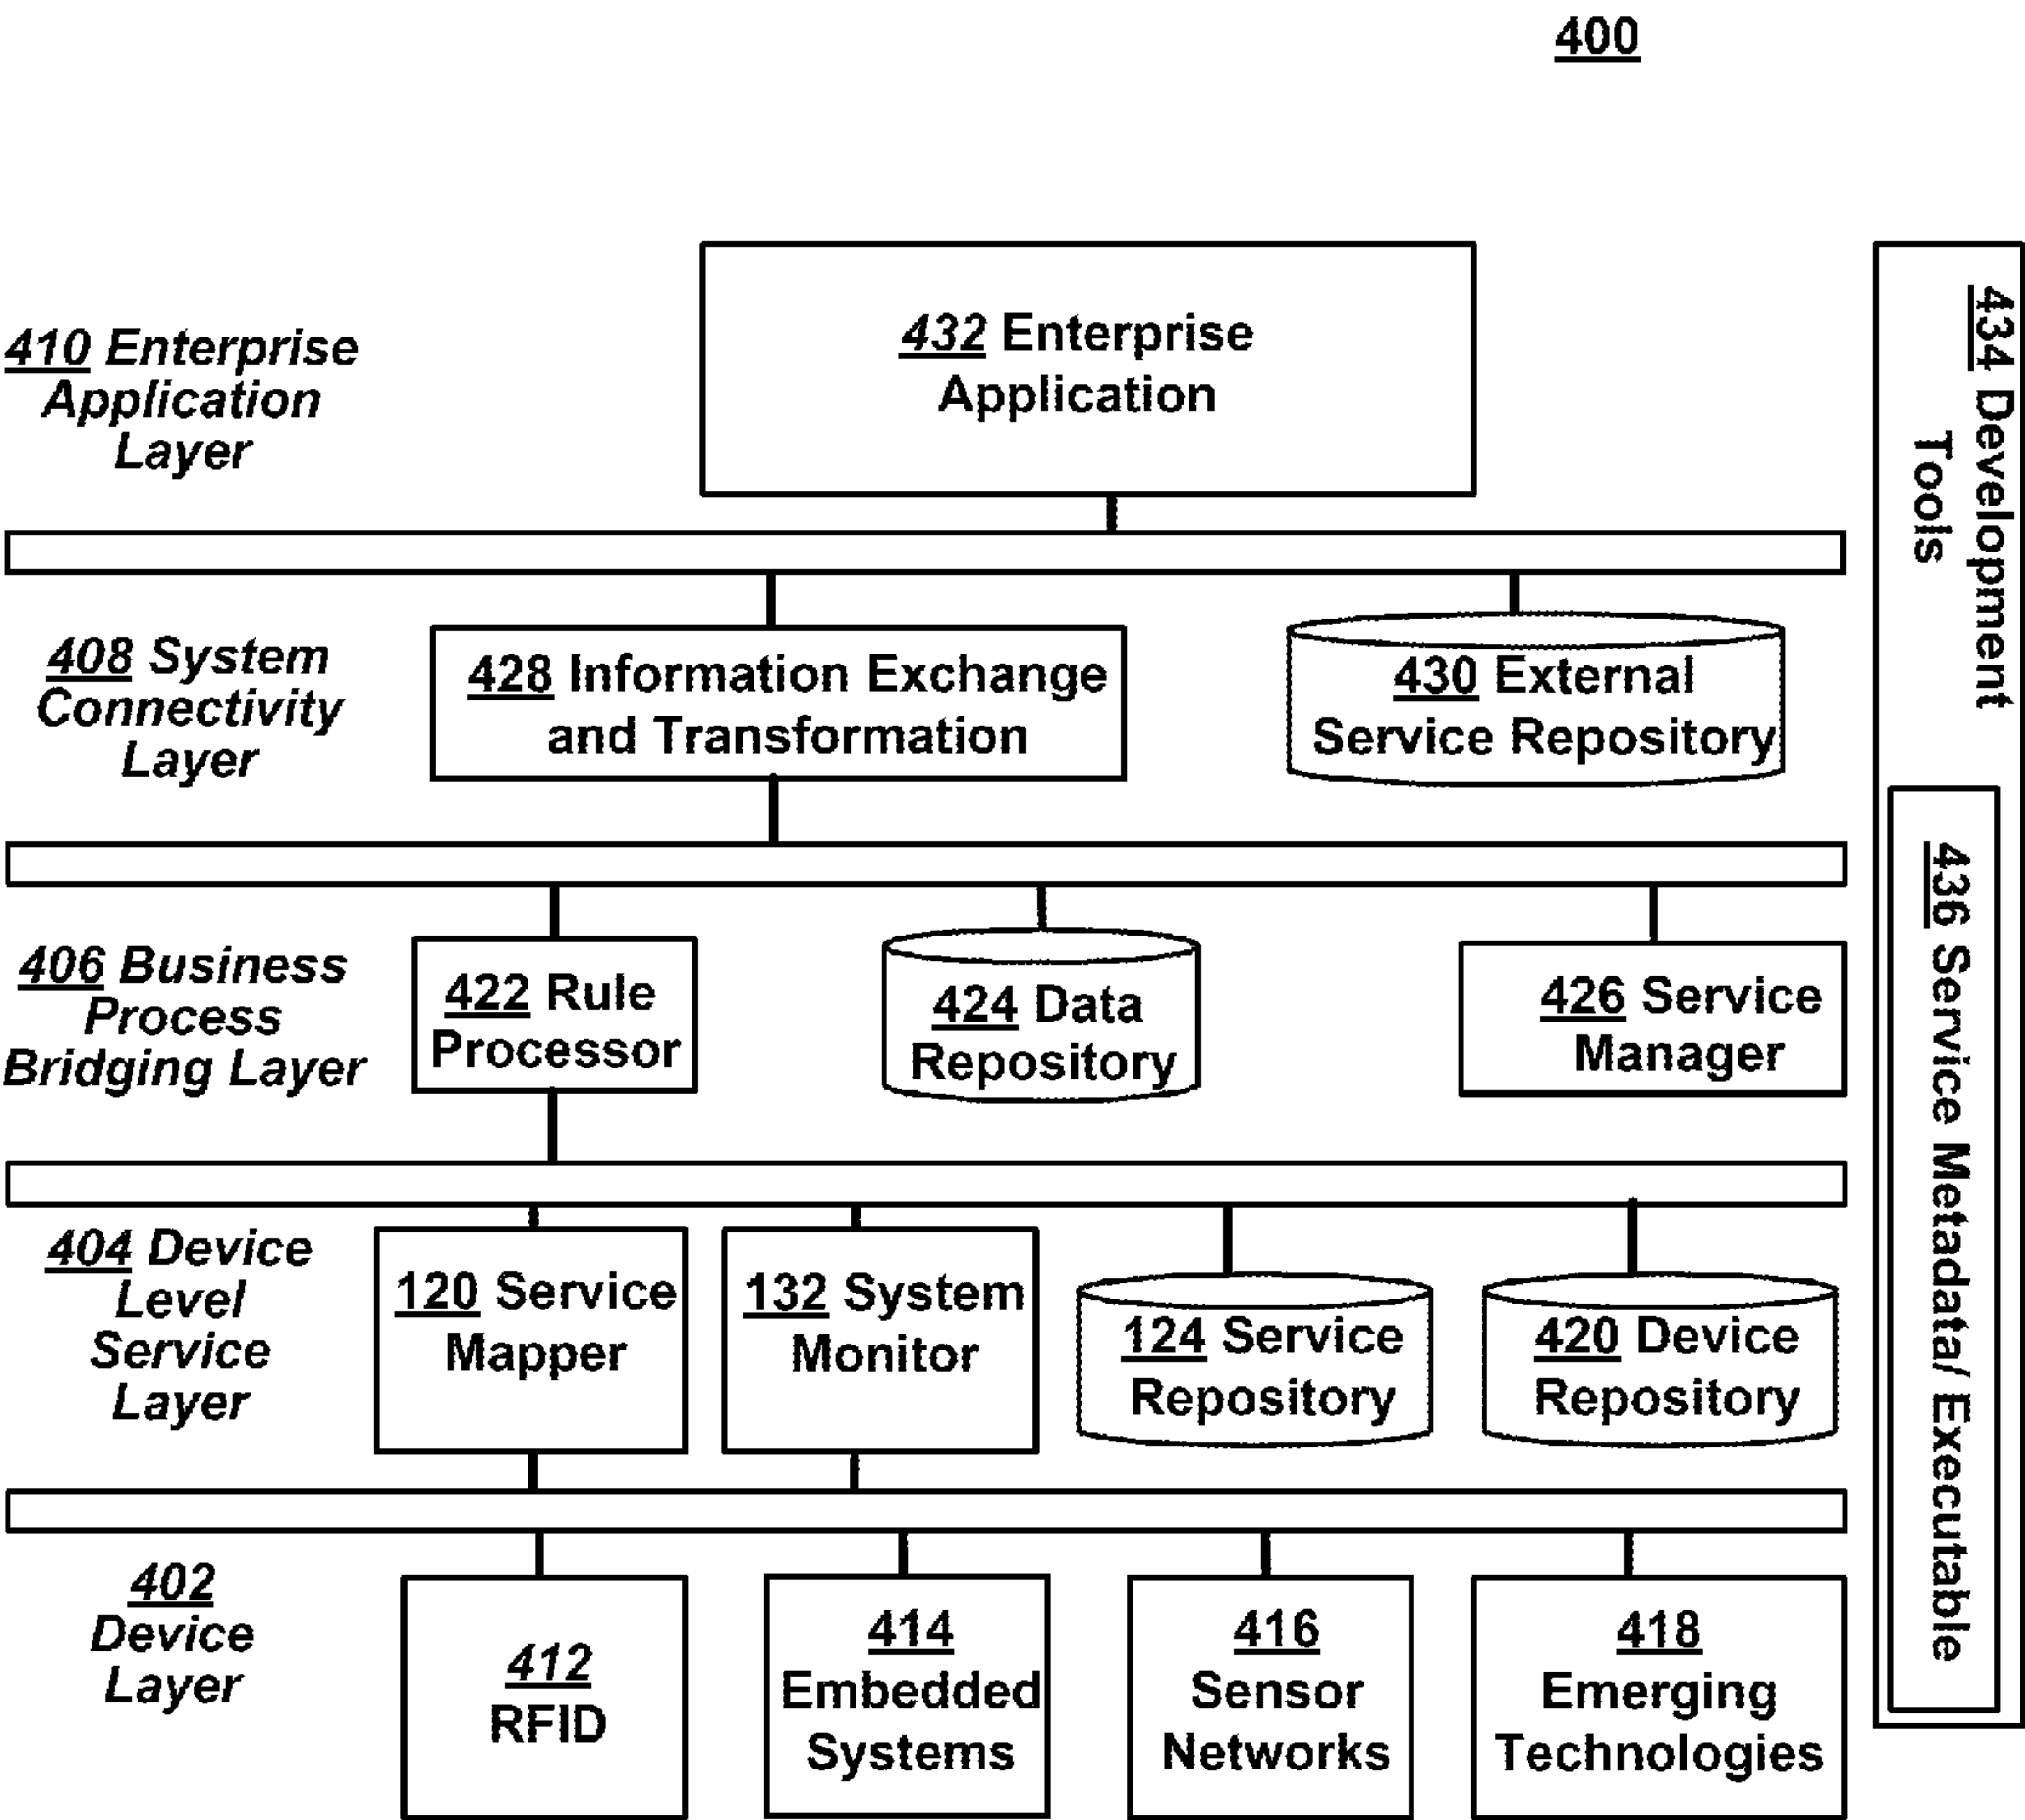 400
410 Enterprise
Application
Layer
432 Enterprise
Application
408 System
Connectivity
Layer
428 Information Exchange
and Transformation
430 External
Service Repository
406 Business
Process
Bridging Layer
422 Rule
Processor
424 Data
Repository
426 Service
Manager
404 Device
Level
Service
Layer
120 Service
Mapper
132 System
Monitor
124 Service
Repository
420 Device
Repository
402
Device
Layer
412
RFID
414
Embedded
Systems
416
Sensor
Networks
418
Emerging
Technologies
434 Development
Tools
436 Service Metadata/ Executable